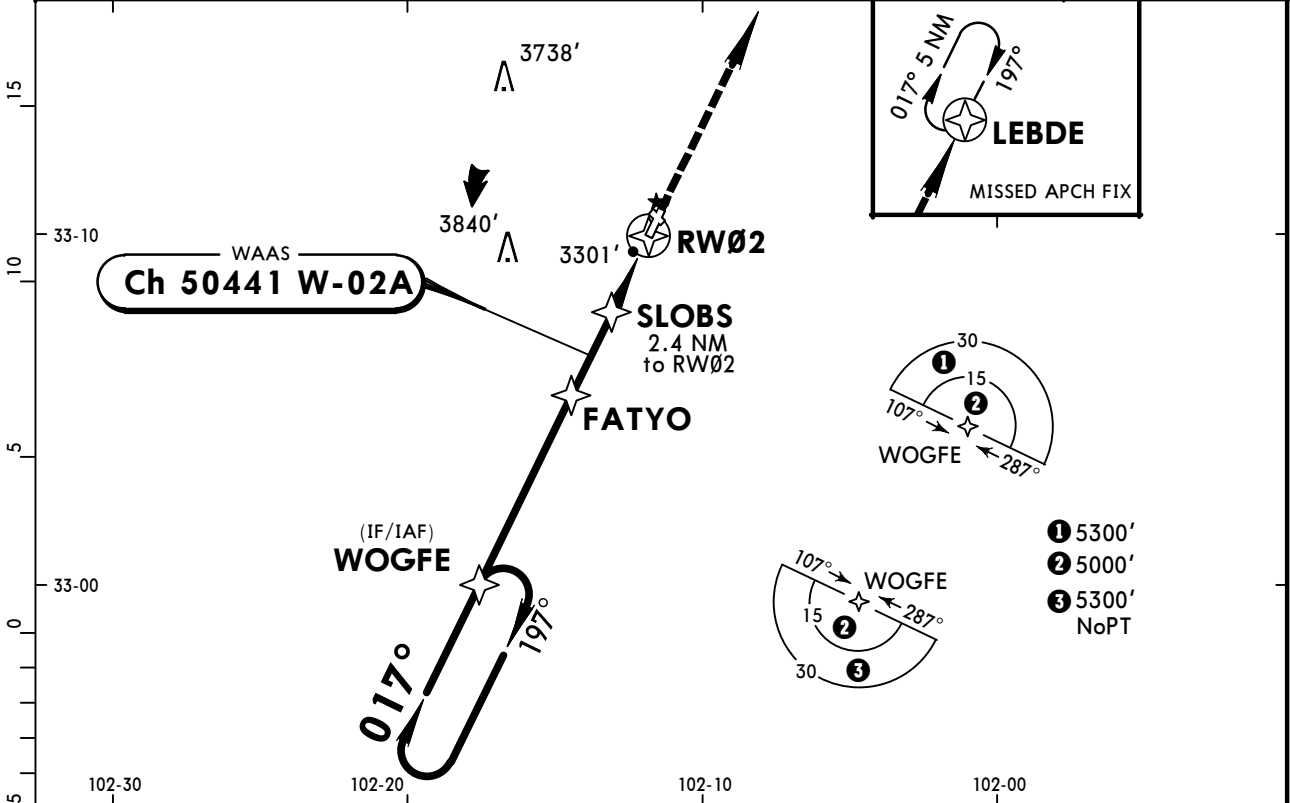 3738'
017° 5 NM
197°
LEBDE
MISSED APCH FIX
15
3840'
33-10
WAAS
Ch 50441 W-02A
3301'
RWØ2
10
SLOBS
2.4 NM
to RWØ2
FATYO
30
1
15
2
107°
WOGFE
287°
5
(IF/IAF)
WOGFE
1 5300'
2 5000'
3 5300'
NoPT
33-00
107°
WOGFE
287°
15
2
30
3
0
197°
017°
5
102-30
102-20
102-10
102-00